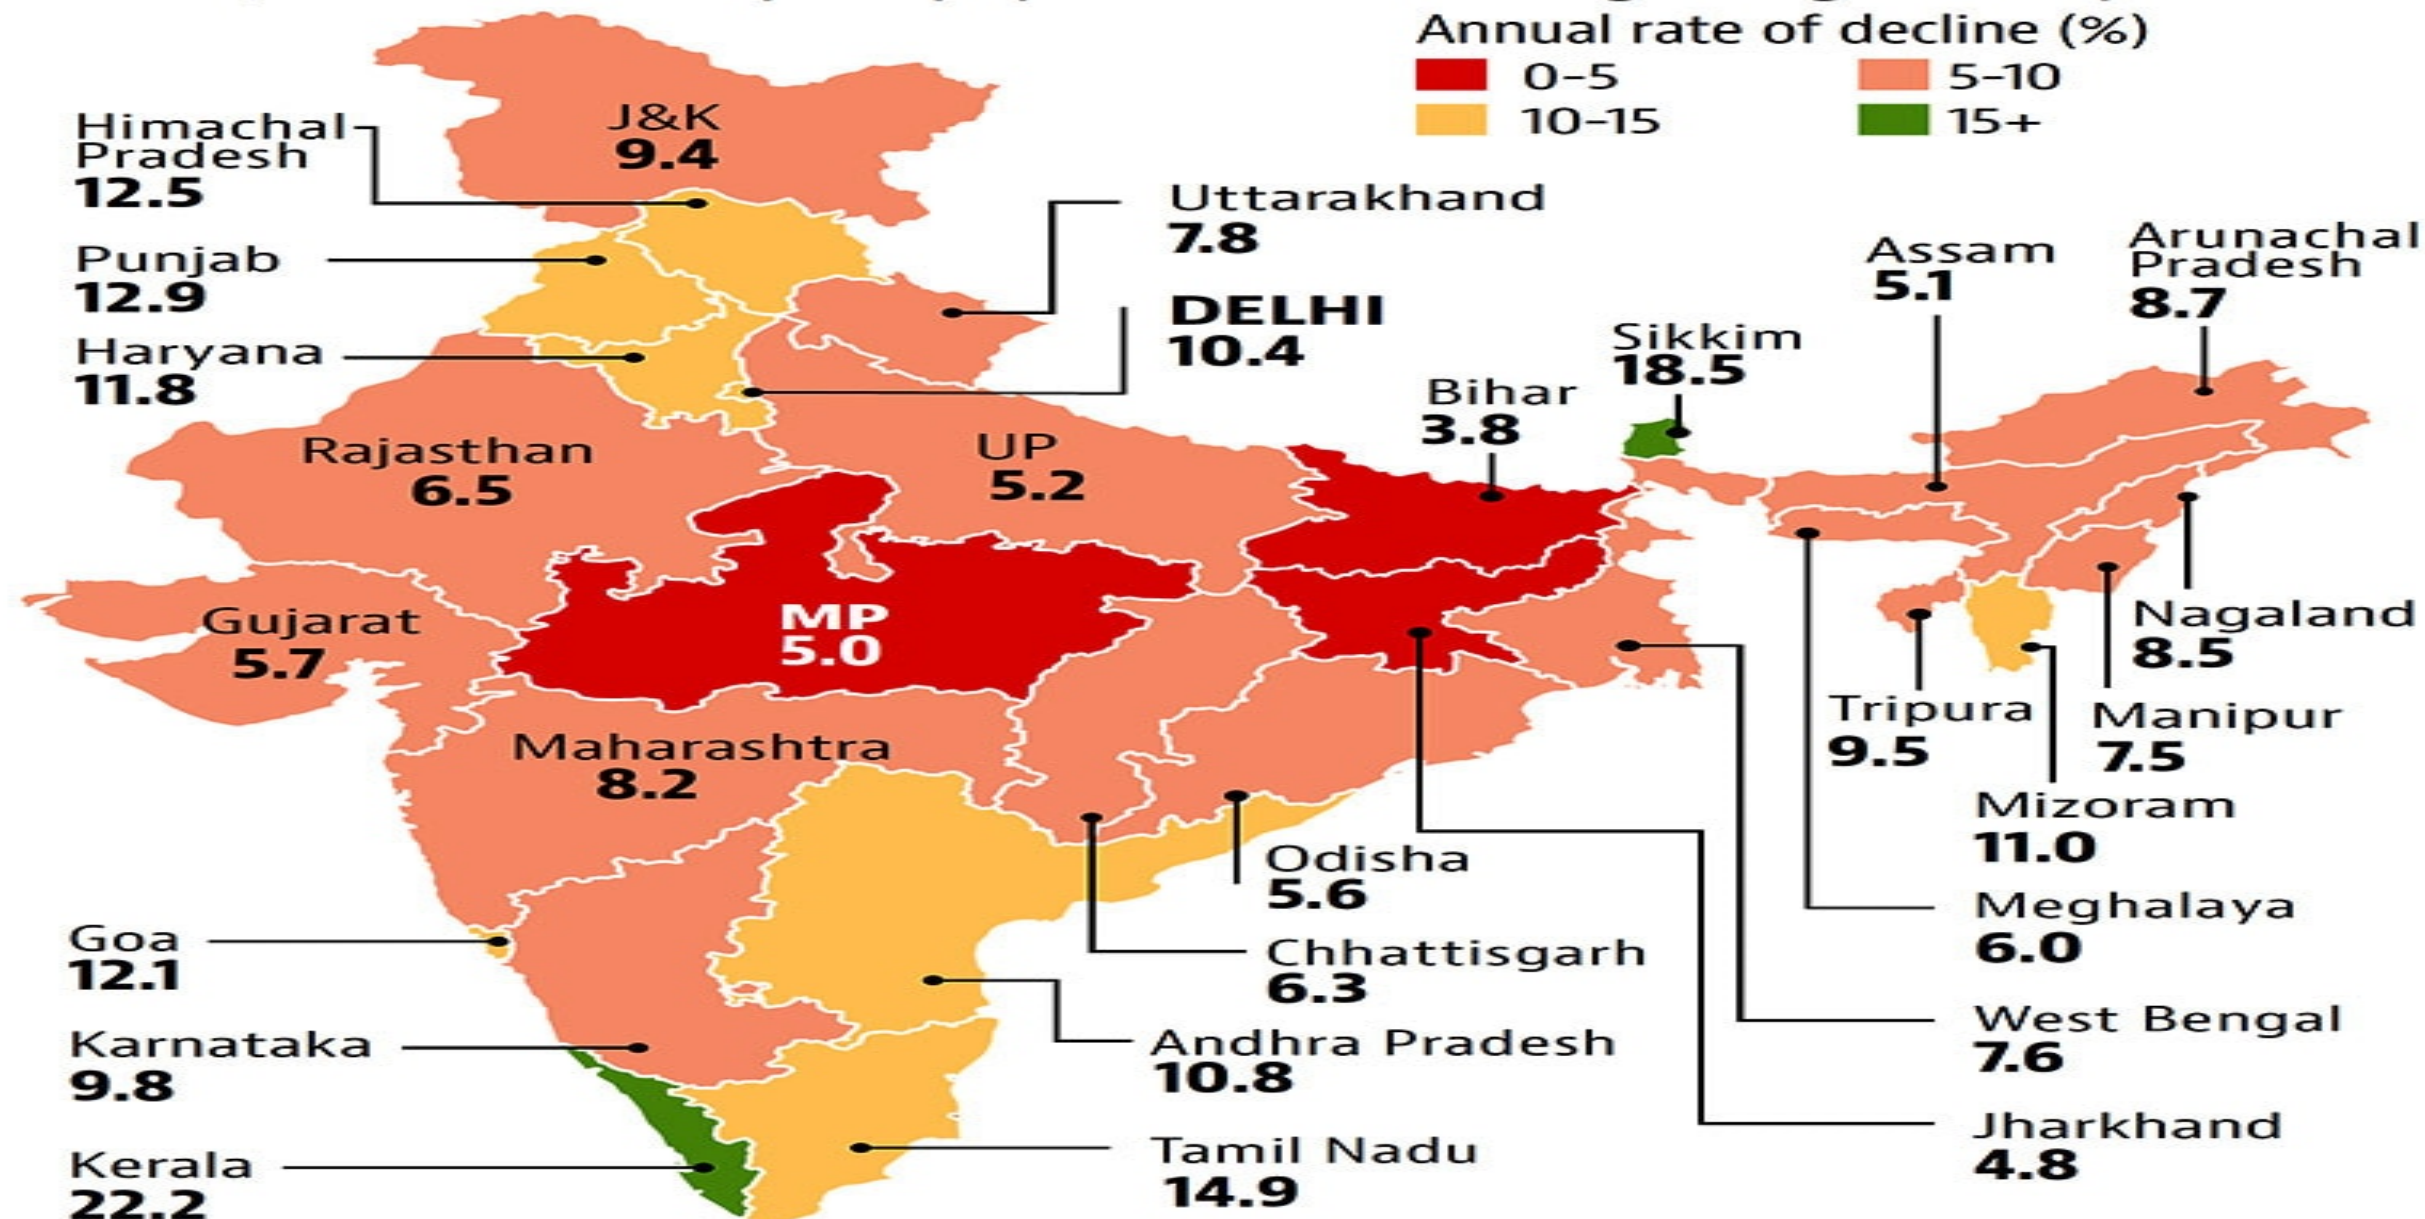 Annual rate of decline (%)
0-5
5-10
10-15
15+
J&K
9.4
Himachal
Pradesh
12.5
Punjab
12.9
Haryana
11.8
Uttarakhand
7.8
DELHI
10.4
Rajasthan
6.5
UP
5.2
Bihar
3.8
Sikkim
18.5
Assam
5.1
Arunachal
Pradesh
8.7
Gujarat
5.7
MP
5.0
Nagaland
8.5
Tripura
9.5
Manipur
7.5
Maharashtra
8.2
Mizoram
11.0
Odisha
5.6
Meghalaya
6.0
Goa
12.1
Chhattisgarh
6.3
West Bengal
7.6
Karnataka
9.8
Andhra Pradesh
10.8
Jharkhand
4.8
Kerala
22.2
Tamil Nadu
14.9